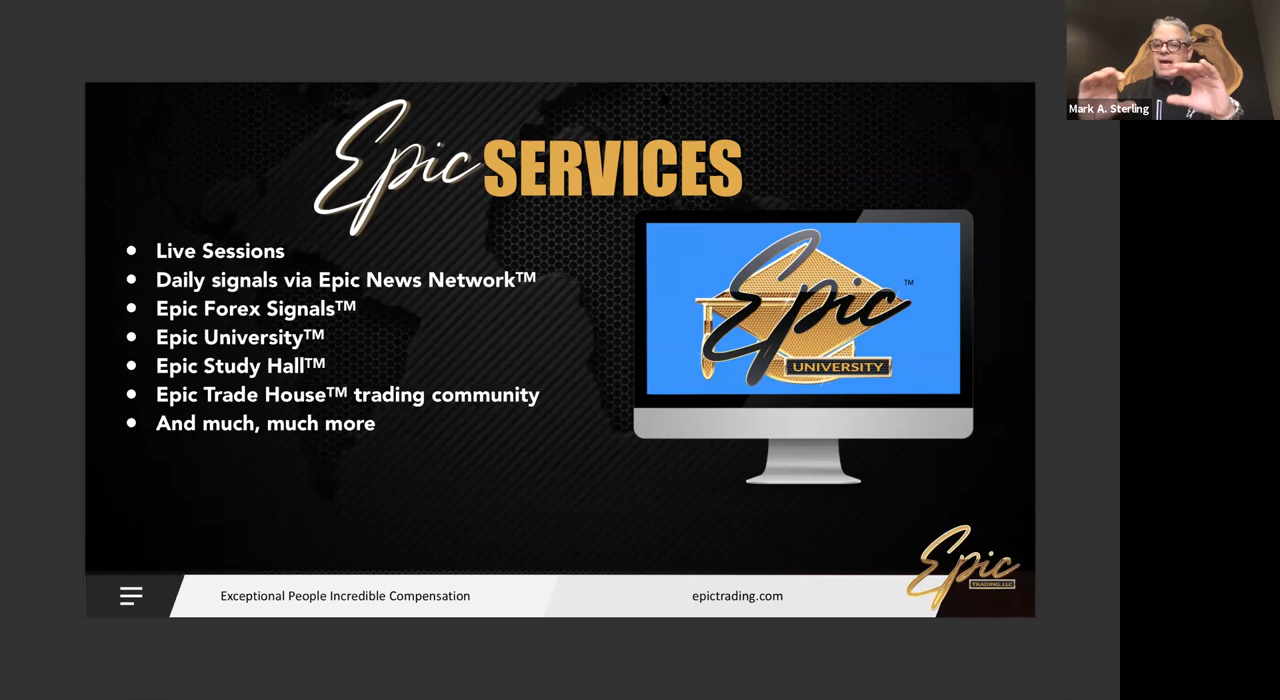 Mark A. Sterling
Epic SERVICES
Live Sessions
Daily signals via Epic News Network™
Epic Forex Signals™
Epic University™
Epic Study Hall™
Epic Trade House™ trading community
And much, much more
Epic ™
UNIVERSITY
Epic
TRADING, LLC
Exceptional People Incredible Compensation
epictrading.com